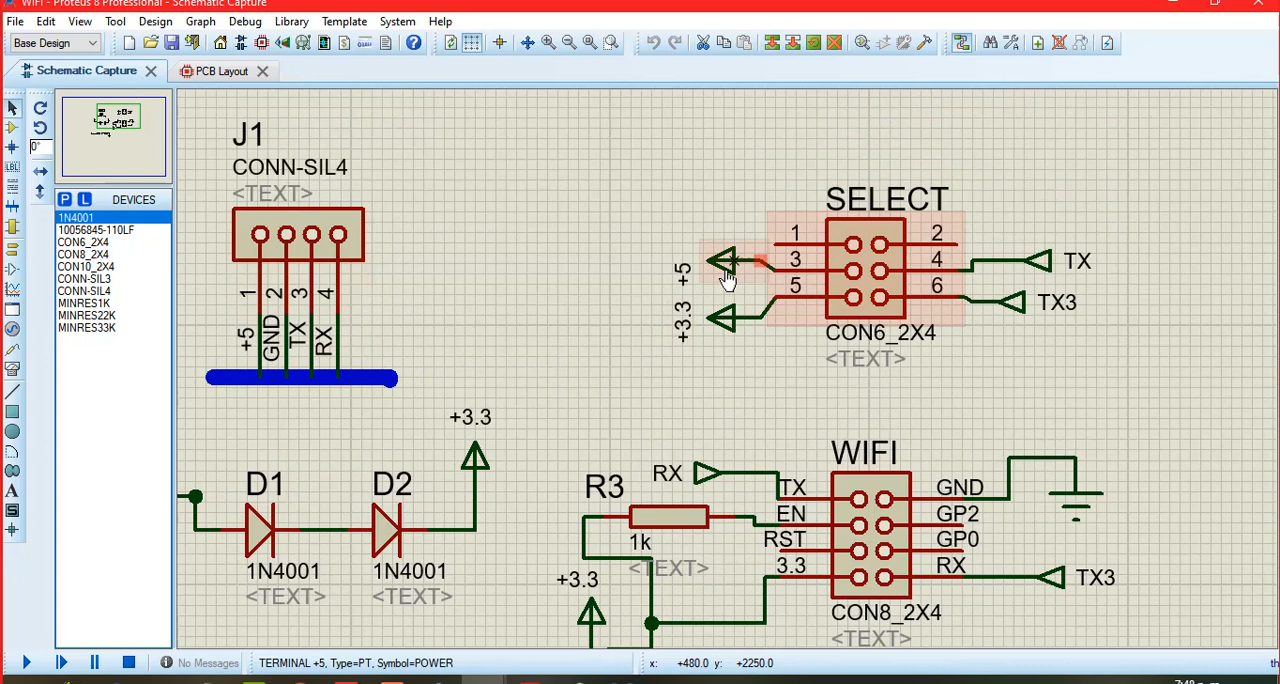 WIFI - Proteus 8 Professional - Schematic Capture
File Edit View Tool Design Graph Debug Library Template System Help
Base Design
Schematic Capture PCB Layout
0°
P L DEVICES
1N4001
10056845-110LF
CON6_2X4
CON8_2X4
CON10_2X4
CONN-SIL3
CONN-SIL4
MINRES1K
MINRES22K
MINRES33K
LBL
A
J1
CONN-SIL4
<TEXT>
1 2 3 4
+5 GND TX RX
SELECT
1 2
3 4
5 6
+5
+3.3
TX
TX3
CON6_2X4
<TEXT>
+3.3
D1 D2
1N4001 1N4001
<TEXT> <TEXT>
R3
1k
<TEXT>
+3.3
WIFI
RX
TX GND
EN GP2
RST GP0
3.3 RX
TX3
CON8_2X4
<TEXT>
No Messages TERMINAL +5, Type=PT, Symbol=POWER x: +480.0 y: +2250.0 th